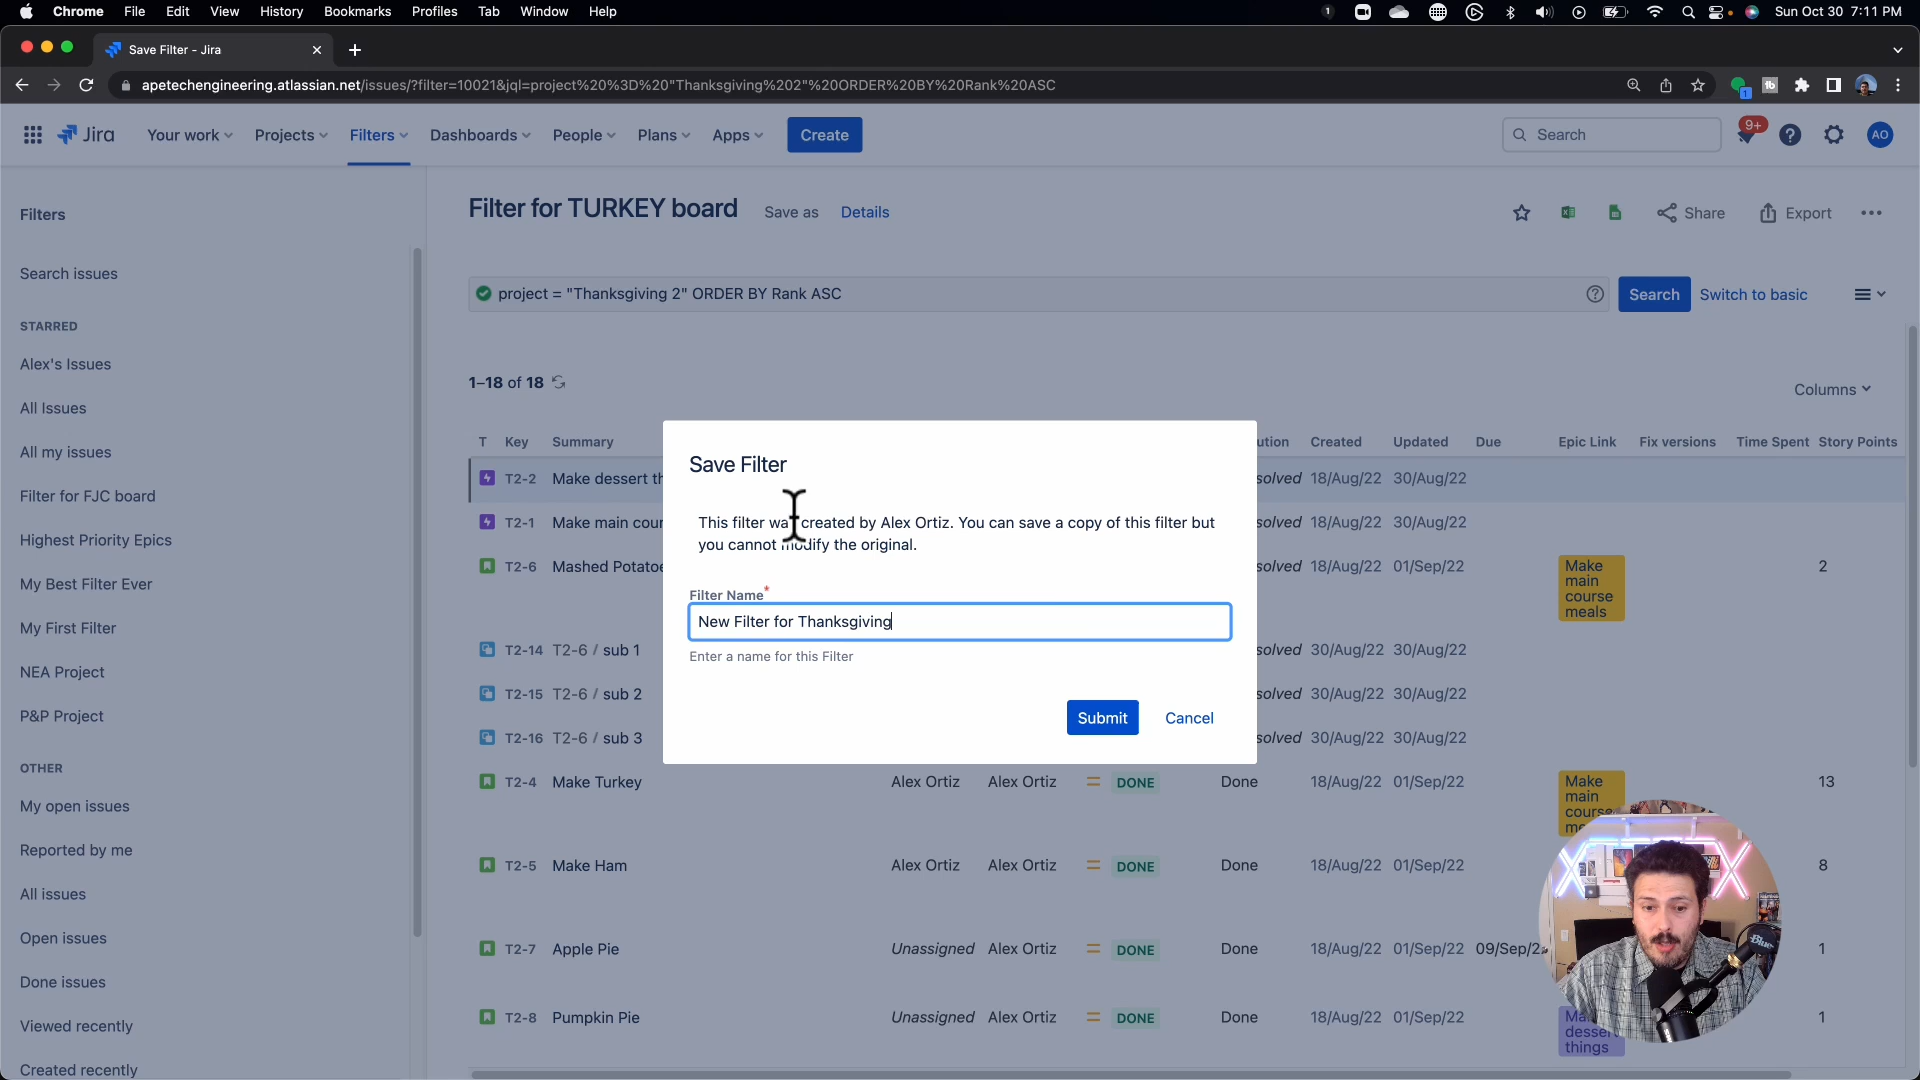 Chrome File Edit View History Bookmarks Profiles Tab Window Help
1
Sun Oct 30 7:11 PM
Save Filter - Jira
apetechengineering.atlassian.net/issues/?filter=10021&jql=project%20%3D%20"Thanksgiving%202"%20ORDER%20BY%20Rank%20ASC
1
Jira Your work Projects Filters Dashboards People Plans Apps Create
Search
9+
AO
Filters
Search issues
STARRED
Alex's Issues
All Issues
All my issues
Filter for FJC board
Highest Priority Epics
My Best Filter Ever
My First Filter
NEA Project
P&P Project
OTHER
My open issues
Reported by me
All issues
Open issues
Done issues
Viewed recently
Created recently
Filter for TURKEY board Save as Details
Share Export
project = "Thanksgiving 2" ORDER BY Rank ASC
Search Switch to basic
1–18 of 18
Columns
T Key Summary ution Created Updated Due Epic Link Fix versions Time Spent Story Points
T2-2 Make dessert th solved 18/Aug/22 30/Aug/22
T2-1 Make main cour solved 18/Aug/22 30/Aug/22
T2-6 Mashed Potatoe solved 18/Aug/22 01/Sep/22 2
Make
main
course
meals
T2-14 T2-6 / sub 1 solved 30/Aug/22 30/Aug/22
T2-15 T2-6 / sub 2 solved 30/Aug/22 30/Aug/22
T2-16 T2-6 / sub 3 solved 30/Aug/22 30/Aug/22
T2-4 Make Turkey Alex Ortiz Alex Ortiz DONE Done 18/Aug/22 01/Sep/22 13
Make
main
course
T2-5 Make Ham Alex Ortiz Alex Ortiz DONE Done 18/Aug/22 01/Sep/22 8
T2-7 Apple Pie Unassigned Alex Ortiz DONE Done 18/Aug/22 01/Sep/22 09/Sep/2 1
T2-8 Pumpkin Pie Unassigned Alex Ortiz DONE Done 18/Aug/22 01/Sep/22 1
Ma
desser
things
Save Filter
This filter was created by Alex Ortiz. You can save a copy of this filter but
you cannot modify the original.
Filter Name*
New Filter for Thanksgiving
Enter a name for this Filter
Submit Cancel
Blue